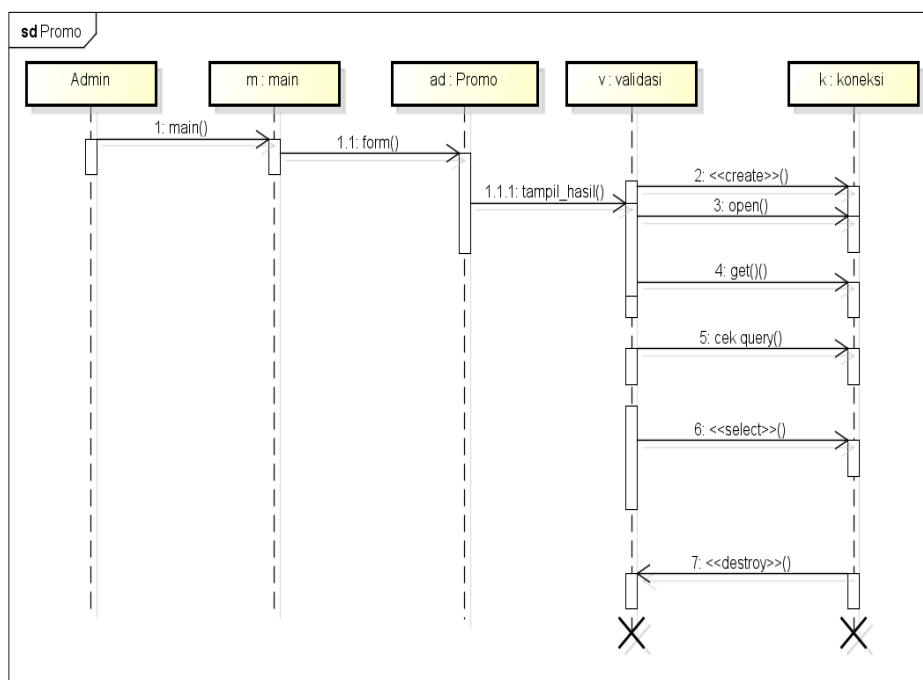 sd Promo
Admin
m : main
ad : Promo
v : validasi
k : koneksi
1: main()
1.1: form()
1.1.1: tampil_hasil()
2: <<create>>()
3: open()
4: get()()
5: cek query()
6: <<select>>()
7: <<destroy>>()